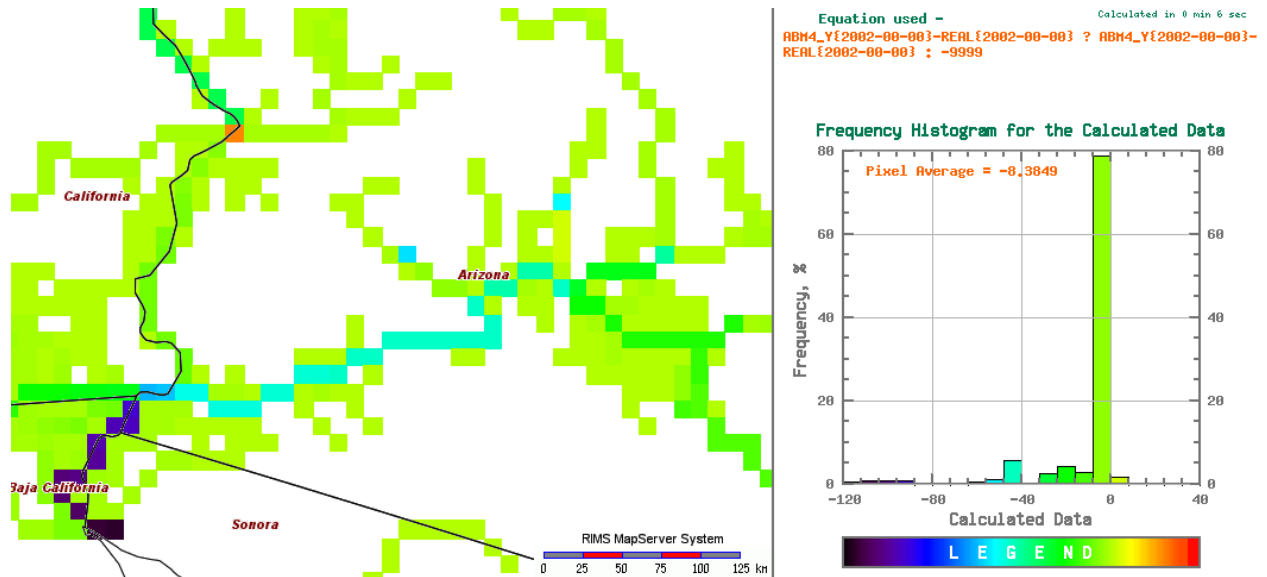 California
Arizona
Baja California
Sonora
RIMS MapServer System
0 25 50 75 100 125 km
Equation used -
Calculated in 0 min 6 sec
ABM4_Y{2002-00-00}-REAL{2002-00-00} ? ABM4_Y{2002-00-00}-
REAL{2002-00-00} : -9999
Frequency Histogram for the Calculated Data
Pixel Average = -8.3849
80 80
60 60
40 40
20 20
0 0
Frequency, %
-120 -80 -40 0 40
Calculated Data
L E G E N D